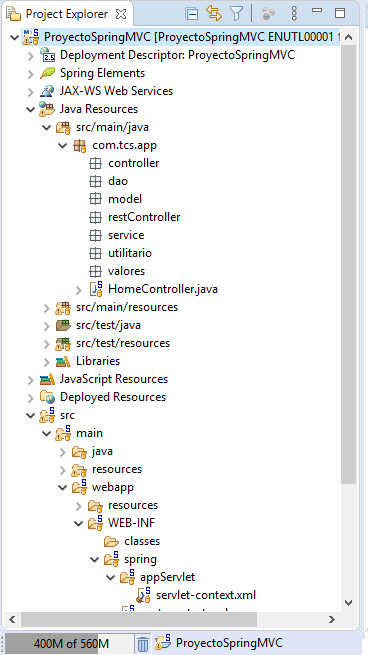 Project Explorer
ProyectoSpringMVC [ProyectoSpringMVC ENUTL00001
Deployment Descriptor: ProyectoSpringMVC
Spring Elements
JAX-WS Web Services
Java Resources
src/main/java
com.tcs.app
controller
dao
model
restController
service
utilitario
valores
HomeController.java
src/main/resources
src/test/java
src/test/resources
Libraries
JavaScript Resources
Deployed Resources
src
main
java
resources
webapp
resources
WEB-INF
classes
spring
appServlet
servlet-context.xml
400M of 560M
ProyectoSpringMVC